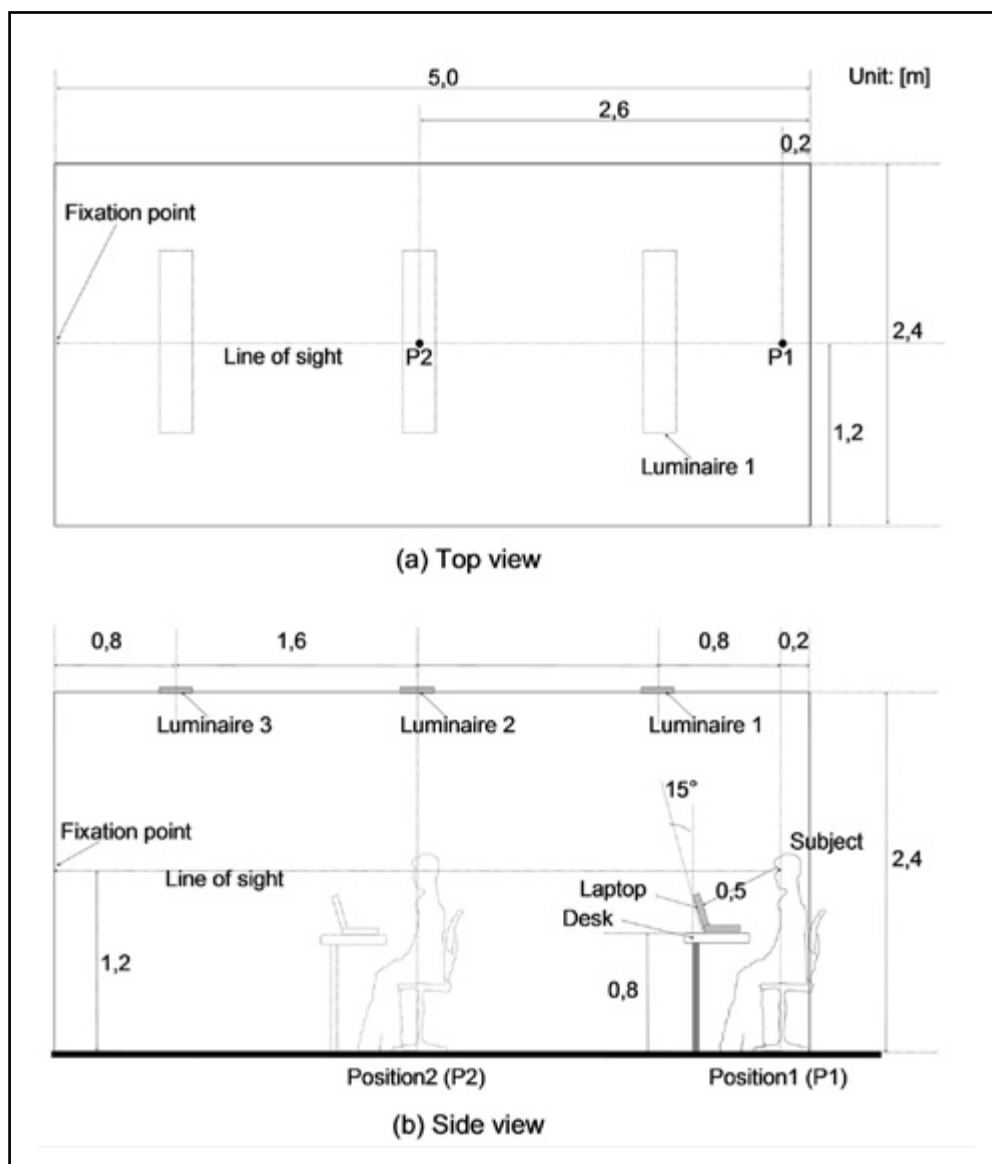 5,0
Unit: [m]
2,6
0,2
Fixation point
2,4
Line of sight
P2
P1
1,2
Luminaire 1
(a) Top view
0,8
1,6
0,8
0,2
Luminaire 3
Luminaire 2
Luminaire 1
15°
Fixation point
Subject
2,4
Line of sight
Laptop
0,5
Desk
1,2
0,8
Position2 (P2)
Position1 (P1)
(b) Side view